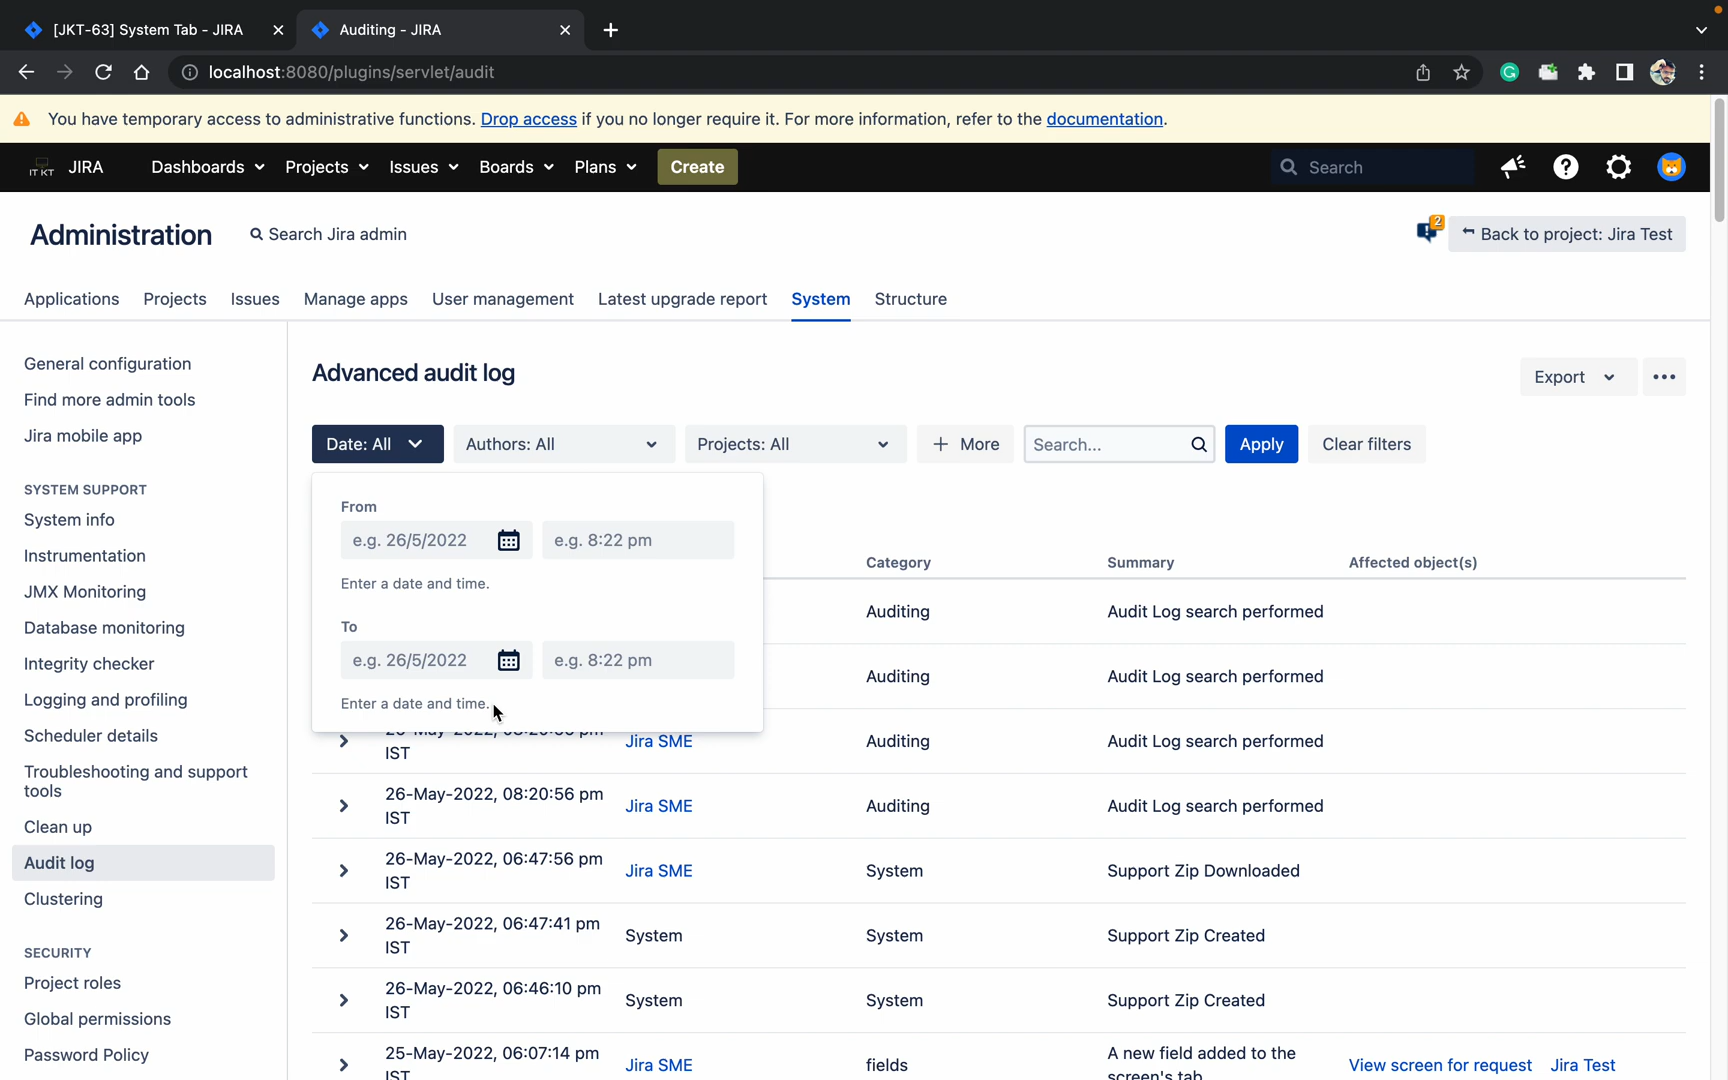 [JKT-63] System Tab - JIRA
Auditing - JIRA
localhost:8080/plugins/servlet/audit
You have temporary access to administrative functions. Drop access if you no longer require it. For more information, refer to the documentation.
IT KT JIRA Dashboards Projects Issues Boards Plans Create Search
Administration Search Jira admin 2 Back to project: Jira Test
Applications Projects Issues Manage apps User management Latest upgrade report System Structure
General configuration
Find more admin tools
Jira mobile app
SYSTEM SUPPORT
System info
Instrumentation
JMX Monitoring
Database monitoring
Integrity checker
Logging and profiling
Scheduler details
Troubleshooting and support
tools
Clean up
Audit log
Clustering
SECURITY
Project roles
Global permissions
Password Policy
Advanced audit log Export
Date: All Authors: All Projects: All + More Search... Apply Clear filters
From
e.g. 26/5/2022 e.g. 8:22 pm
Enter a date and time.
To
e.g. 26/5/2022 e.g. 8:22 pm
Enter a date and time.
Category Summary Affected object(s)
Auditing Audit Log search performed
Auditing Audit Log search performed
IST Jira SME Auditing Audit Log search performed
26-May-2022, 08:20:56 pm
IST Jira SME Auditing Audit Log search performed
26-May-2022, 06:47:56 pm
IST Jira SME System Support Zip Downloaded
26-May-2022, 06:47:41 pm
IST System System Support Zip Created
26-May-2022, 06:46:10 pm
IST System System Support Zip Created
25-May-2022, 06:07:14 pm
IST Jira SME fields A new field added to the
screen's tab View screen for request Jira Test